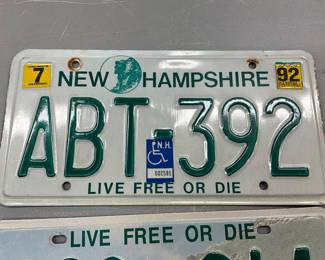 7 NEW HAMPSHIRE 92
ABT-392
N.H.
LIVE FREE OR DIE
LIVE FREE OR DIE